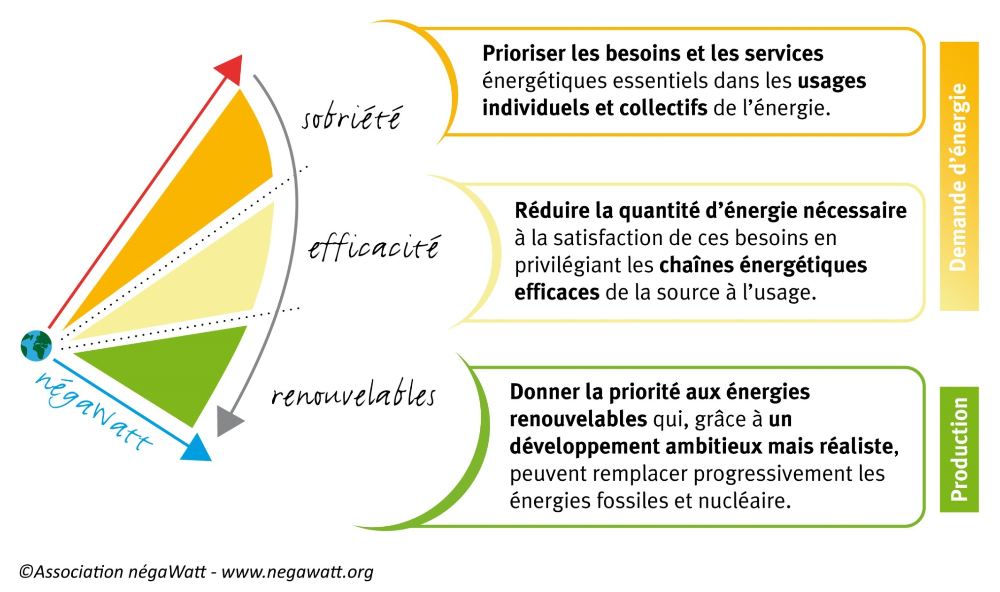 sobriété
Prioriser les besoins et les services
énergétiques essentiels dans les usages
individuels et collectifs de l’énergie.
efficacité
Réduire la quantité d’énergie nécessaire
à la satisfaction de ces besoins en
privilégiant les chaînes énergétiques
efficaces de la source à l’usage.
Demande d’énergie
négaWatt
renouvelables
Donner la priorité aux énergies
renouvelables qui, grâce à un
développement ambitieux mais réaliste,
peuvent remplacer progressivement les
énergies fossiles et nucléaire.
Production
©Association négaWatt - www.negawatt.org